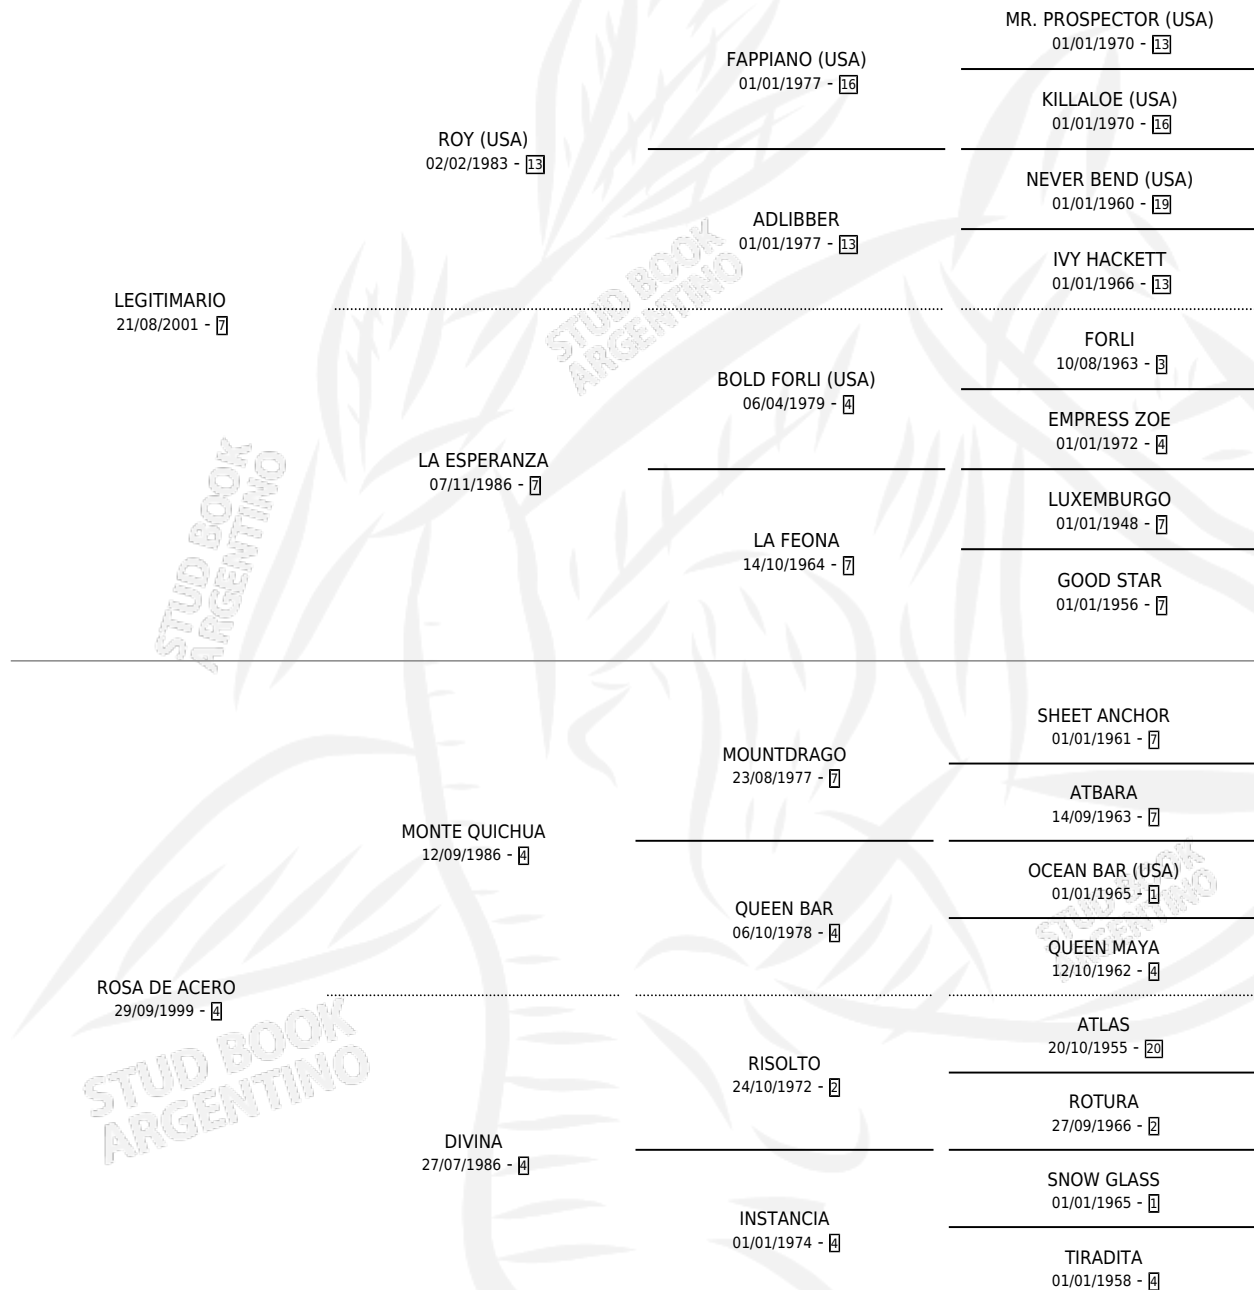 MR. PROSPECTOR (USA)
01/01/1970 - 13
FAPPIANO (USA)
01/01/1977 - 16
KILLALOE (USA)
01/01/1970 - 16
ROY (USA)
02/02/1983 - 13
NEVER BEND (USA)
01/01/1960 - 19
ADLIBBER
01/01/1977 - 13
IVY HACKETT
01/01/1966 - 13
LEGITIMARIO
21/08/2001 - 7
FORLI
10/08/1963 - 3
BOLD FORLI (USA)
06/04/1979 - 4
EMPRESS ZOE
01/01/1972 - 4
LA ESPERANZA
07/11/1986 - 7
LUXEMBURGO
01/01/1948 - 7
LA FEONA
14/10/1964 - 7
GOOD STAR
01/01/1956 - 7
SHEET ANCHOR
01/01/1961 - 7
MOUNTDRAGO
23/08/1977 - 7
ATBARA
14/09/1963 - 7
MONTE QUICHUA
12/09/1986 - 4
OCEAN BAR (USA)
01/01/1965 - 1
QUEEN BAR
06/10/1978 - 4
QUEEN MAYA
12/10/1962 - 4
ROSA DE ACERO
29/09/1999 - 4
ATLAS
20/10/1955 - 20
RISOLTO
24/10/1972 - 2
ROTURA
27/09/1966 - 2
DIVINA
27/07/1986 - 4
SNOW GLASS
01/01/1965 - 1
INSTANCIA
01/01/1974 - 4
TIRADITA
01/01/1958 - 4
STUD BOOK
ARGENTINO
STUD BOOK
ARGENTINO
STUD BOOK
ARGENTINO
STUD BOOK
ARGENTINO